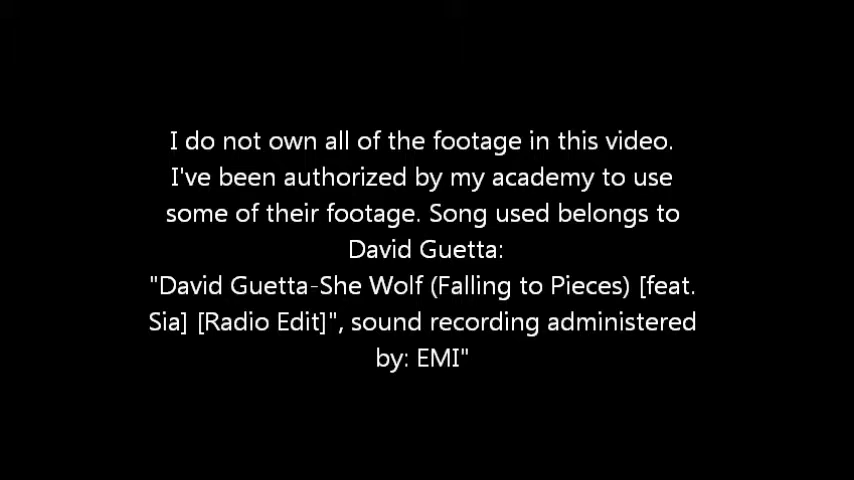 I do not own all of the footage in this video.
I've been authorized by my academy to use
some of their footage. Song used belongs to
David Guetta:
"David Guetta-She Wolf (Falling to Pieces) [feat.
Sia] [Radio Edit]", sound recording administered
by: EMI"